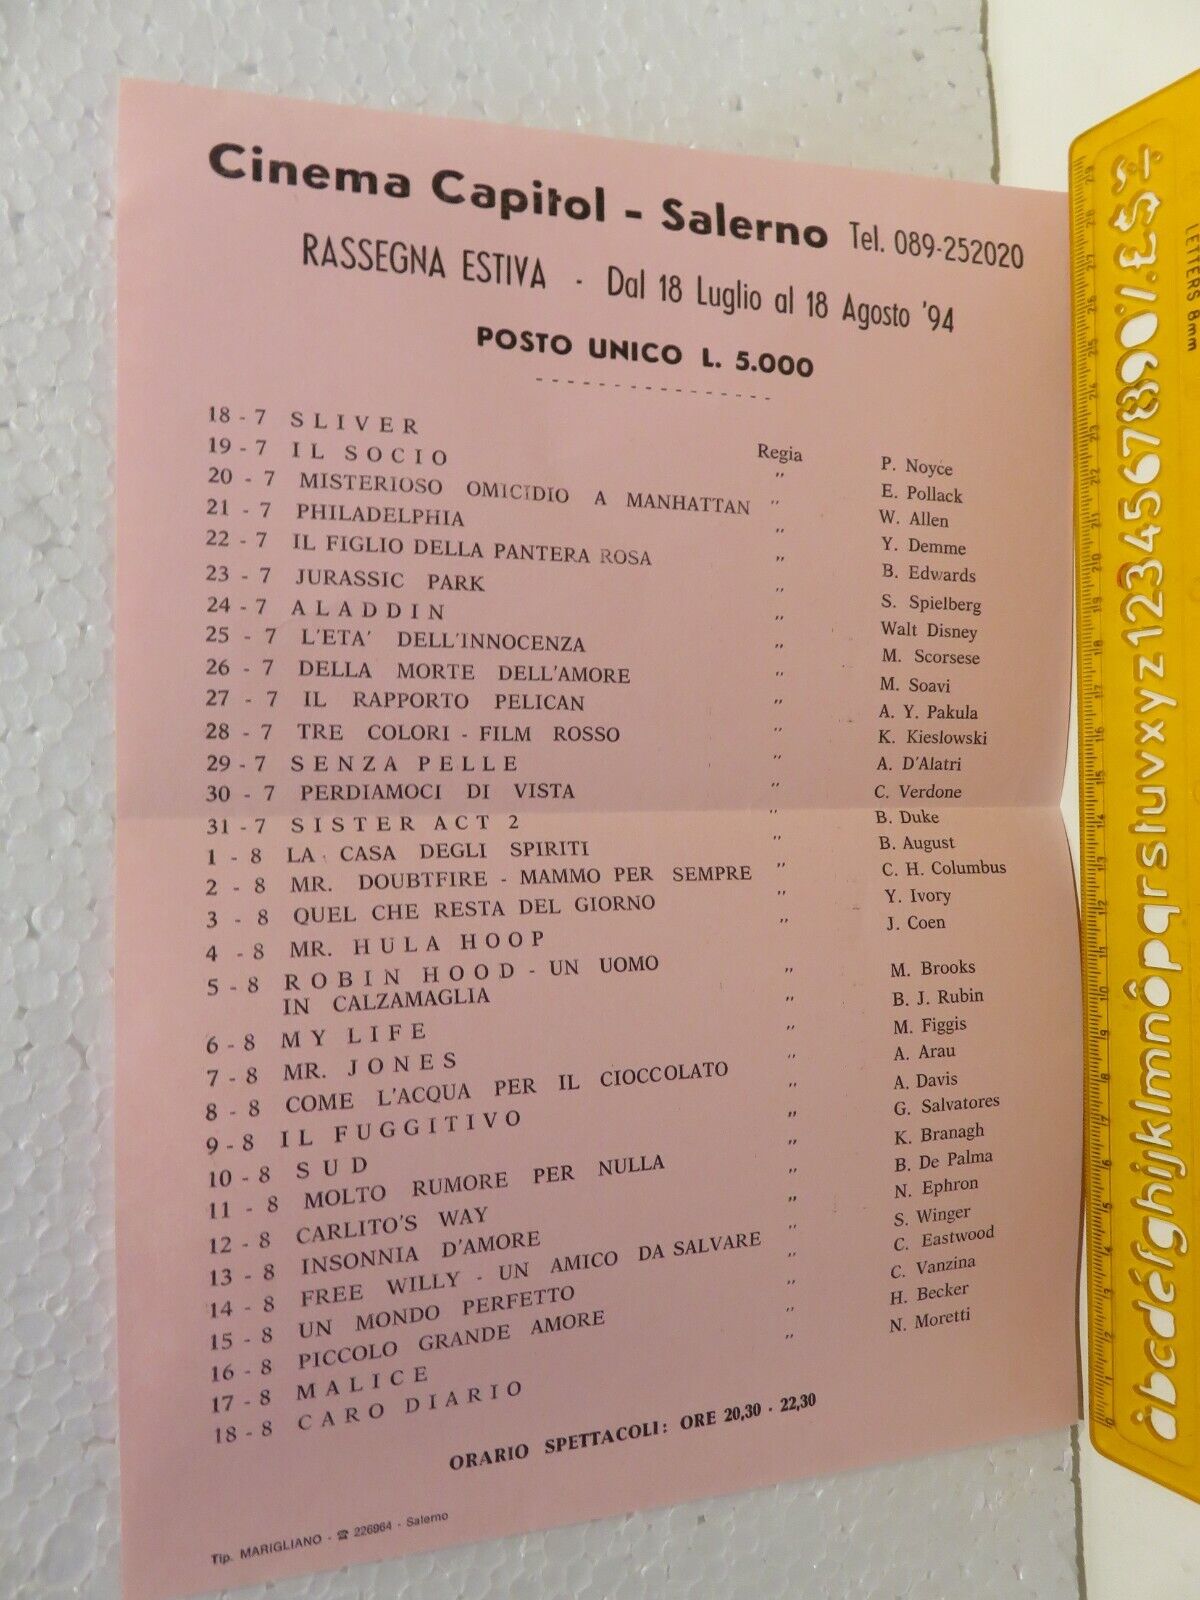 Cinema Capitol - Salerno Tel. 089-252020
RASSEGNA ESTIVA - Dal 18 Luglio al 18 Agosto '94
POSTO UNICO L. 5.000
18 - 7 SLIVER Regia P. Noyce
19 - 7 IL SOCIO " E. Pollack
20 - 7 MISTERIOSO OMICIDIO A MANHATTAN " W. Allen
21 - 7 PHILADELPHIA " Y. Demme
22 - 7 IL FIGLIO DELLA PANTERA ROSA " B. Edwards
23 - 7 JURASSIC PARK " S. Spielberg
24 - 7 ALADDIN " Walt Disney
25 - 7 L'ETA' DELL'INNOCENZA " M. Scorsese
26 - 7 DELLA MORTE DELL'AMORE " M. Soavi
27 - 7 IL RAPPORTO PELICAN " A. Y. Pakula
28 - 7 TRE COLORI - FILM ROSSO " K. Kieslowski
29 - 7 SENZA PELLE " A. D'Alatri
30 - 7 PERDIAMOCI DI VISTA " C. Verdone
31 - 7 SISTER ACT 2 " B. Duke
1 - 8 LA CASA DEGLI SPIRITI " B. August
2 - 8 MR. DOUBTFIRE - MAMMO PER SEMPRE " C. H. Columbus
3 - 8 QUEL CHE RESTA DEL GIORNO " Y. Ivory
4 - 8 MR. HULA HOOP " J. Coen
5 - 8 ROBIN HOOD - UN UOMO
IN CALZAMAGLIA " M. Brooks
6 - 8 MY LIFE " B. J. Rubin
7 - 8 MR. JONES " M. Figgis
8 - 8 COME L'ACQUA PER IL CIOCCOLATO " A. Arau
9 - 8 IL FUGGITIVO " A. Davis
10 - 8 SUD " G. Salvatores
11 - 8 MOLTO RUMORE PER NULLA " K. Branagh
12 - 8 CARLITO'S WAY " B. De Palma
13 - 8 INSONNIA D'AMORE " N. Ephron
14 - 8 FREE WILLY - UN AMICO DA SALVARE " S. Winger
15 - 8 UN MONDO PERFETTO " C. Eastwood
16 - 8 PICCOLO GRANDE AMORE " C. Vanzina
17 - 8 MALICE " H. Becker
18 - 8 CARO DIARIO " N. Moretti
ORARIO SPETTACOLI: ORE 20,30 - 22,30
Tip. MARIGLIANO - ☎ 226964 - Salerno
LETTERS 8mm